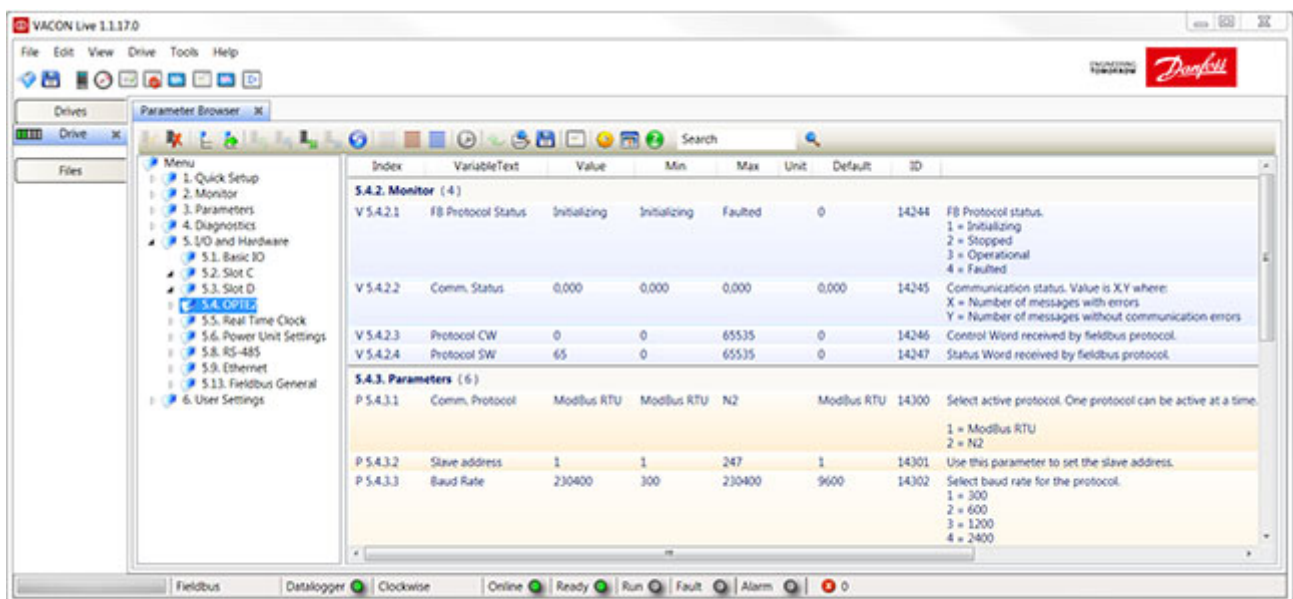 VACON Live 1.1.17.0
File Edit View Drive Tools Help
ENGINEERING
TOMORROW
Danfoss
Drives
Parameter Browser
Drive
Search
Files
Menu
1. Quick Setup
2. Monitor
3. Parameters
4. Diagnostics
5. I/O and Hardware
5.1. Basic IO
5.2. Slot C
5.3. Slot D
5.4. OPTE2
5.5. Real Time Clock
5.6. Power Unit Settings
5.8. RS-485
5.9. Ethernet
5.13. Fieldbus General
6. User Settings
Index VariableText Value Min Max Unit Default ID
5.4.2. Monitor (4)
V 5.4.2.1 FB Protocol Status Initializing Initializing Faulted 0 14244 FB Protocol status.
1 = Initializing
2 = Stopped
3 = Operational
4 = Faulted
V 5.4.2.2 Comm. Status 0,000 0,000 0,000 0,000 14245 Communication status. Value is X.Y where:
X = Number of messages with errors
Y = Number of messages without communication errors
V 5.4.2.3 Protocol CW 0 0 65535 0 14246 Control Word received by fieldbus protocol.
V 5.4.2.4 Protocol SW 65 0 65535 0 14247 Status Word received by fieldbus protocol.
5.4.3. Parameters (6)
P 5.4.3.1 Comm. Protocol ModBus RTU ModBus RTU N2 ModBus RTU 14300 Select active protocol. One protocol can be active at a time.
1 = ModBus RTU
2 = N2
P 5.4.3.2 Slave address 1 1 247 1 14301 Use this parameter to set the slave address.
P 5.4.3.3 Baud Rate 230400 300 230400 9600 14302 Select baud rate for the protocol.
1 = 300
2 = 600
3 = 1200
4 = 2400
Fieldbus Datalogger Clockwise Online Ready Run Fault Alarm 0